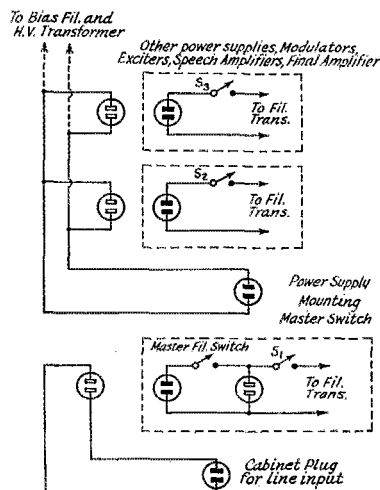 To Bias Fil. and
H.V. Transformer
Other power supplies, Modulators,
Exciters, Speech Amplifiers, Final Amplifier
S3
To Fil.
Trans.
S2
To Fil.
Trans.
Power Supply
Mounting
Master Switch
Master Fil. Switch
S1
To Fil.
Trans.
Cabinet Plug
for line input